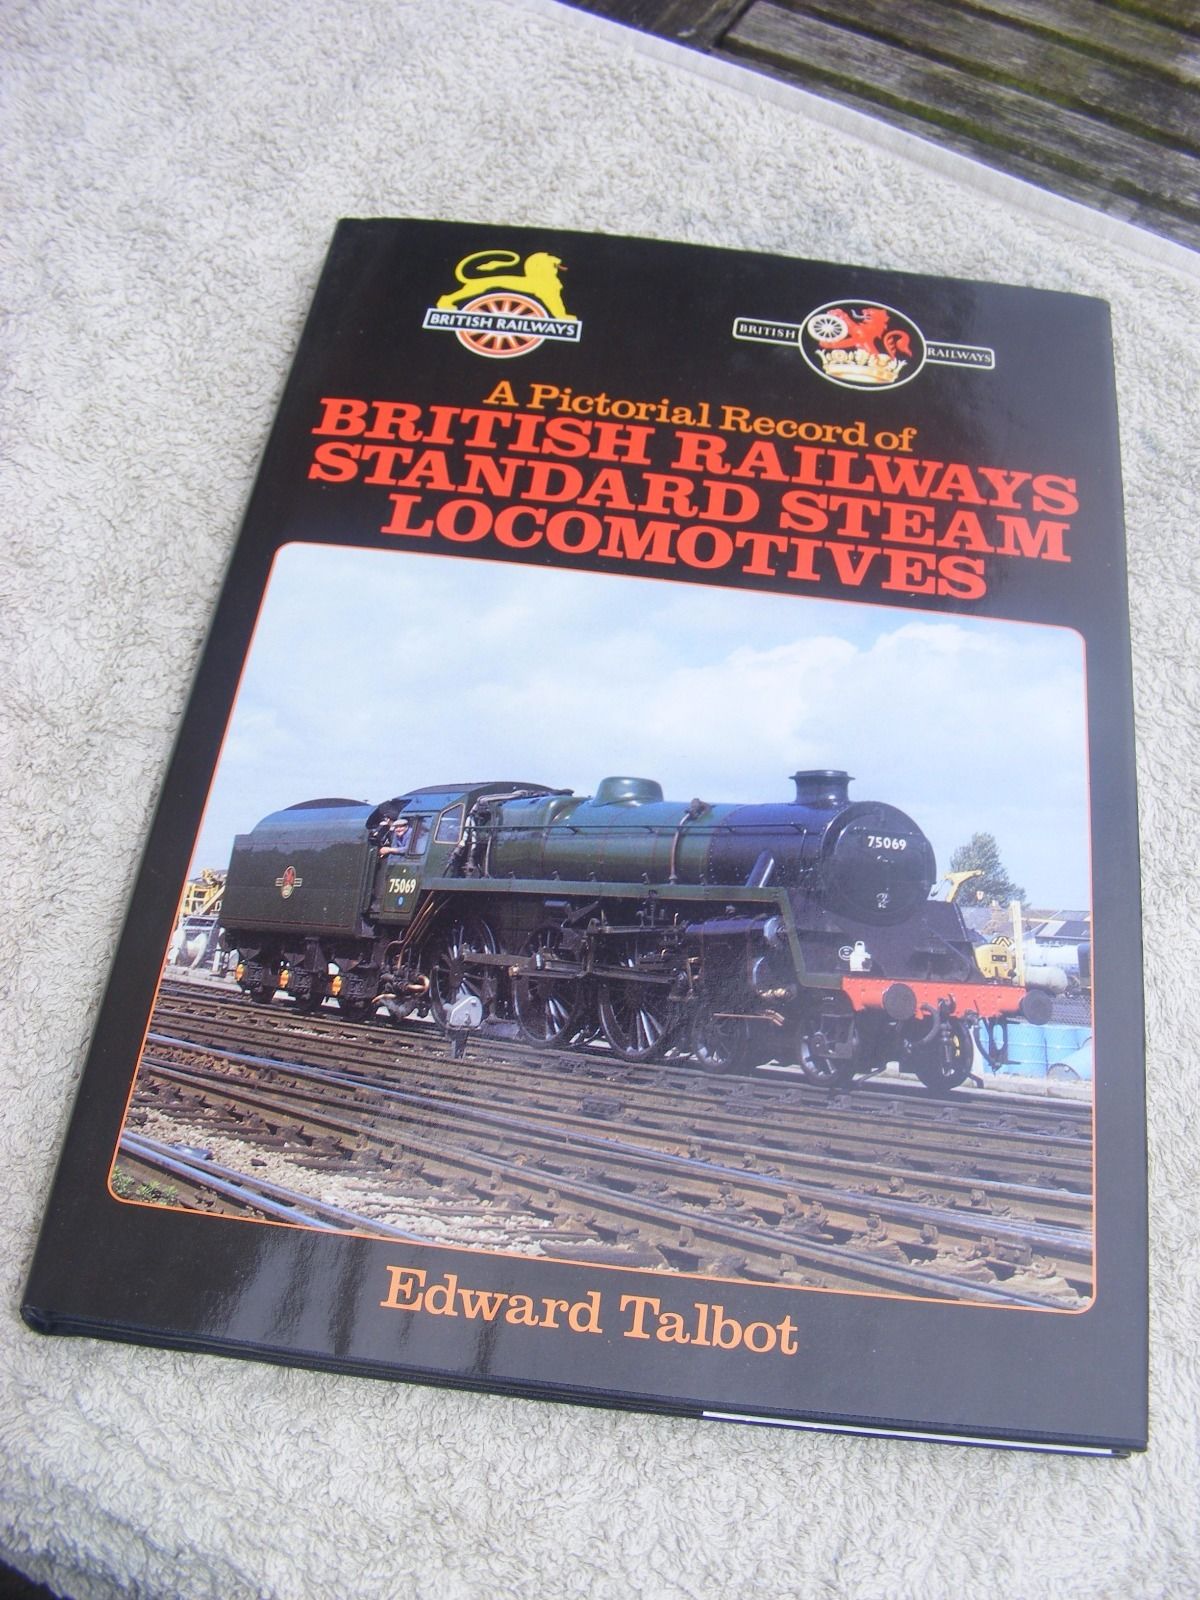 BRITISH RAILWAYS
BRITISH RAILWAYS
A Pictorial Record of
BRITISH RAILWAYS
STANDARD STEAM
LOCOMOTIVES
75069
75069
Edward Talbot